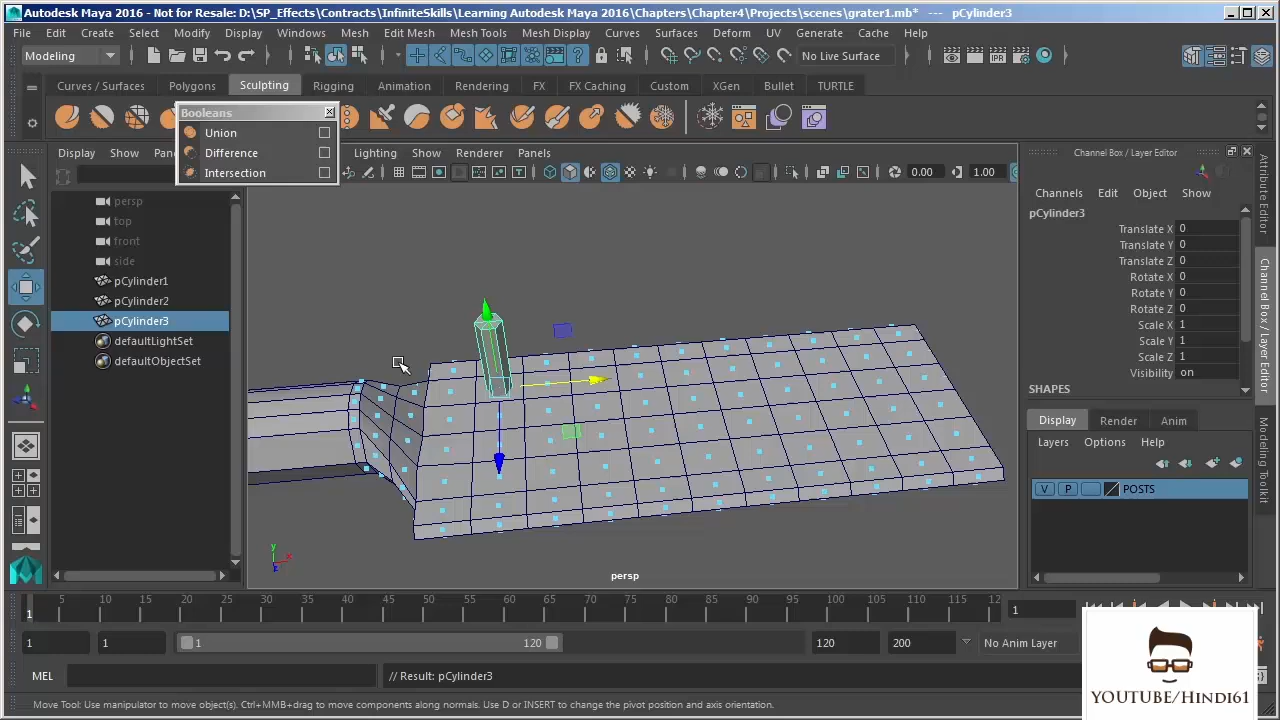 Autodesk Maya 2016 - Not for Resale: D:\SP_Effects\Contracts\InfiniteSkills\Learning Autodesk Maya 2016\Chapters\Chapter4\Projects\scenes\grater1.mb* --- pCylinder3
File Edit Create Select Modify Display Windows Mesh Edit Mesh Mesh Tools Mesh Display Curves Surfaces Deform UV Generate Cache Help
Modeling No Live Surface
Curves / Surfaces Polygons Sculpting Rigging Animation Rendering FX FX Caching Custom XGen Bullet TURTLE
Booleans
Union
Difference
Intersection
Display Show Lighting Show Renderer Panels
0.00 1.00
persp
top
front
side
pCylinder1
pCylinder2
pCylinder3
defaultLightSet
defaultObjectSet
y
x
z
persp
Channel Box / Layer Editor
Channels Edit Object Show
pCylinder3
Translate X 0
Translate Y 0
Translate Z 0
Rotate X 0
Rotate Y 0
Rotate Z 0
Scale X 1
Scale Y 1
Scale Z 1
Visibility on
SHAPES
Display Render Anim
Layers Options Help
V P POSTS
Attribute Editor
Channel Box / Layer Editor
Modeling Toolkit
1 5 10 15 20 25 30 35 40 45 50 55 60 65 70 75 80 85 90 95 100 105 110 115 12 1
1 1 1 120 120 200 No Anim Layer
MEL // Result: pCylinder3
Move Tool: Use manipulator to move object(s). Ctrl+MMB+drag to move components along normals. Use D or INSERT to change the pivot position and axis orientation.
YOUTUBE/HINDI61